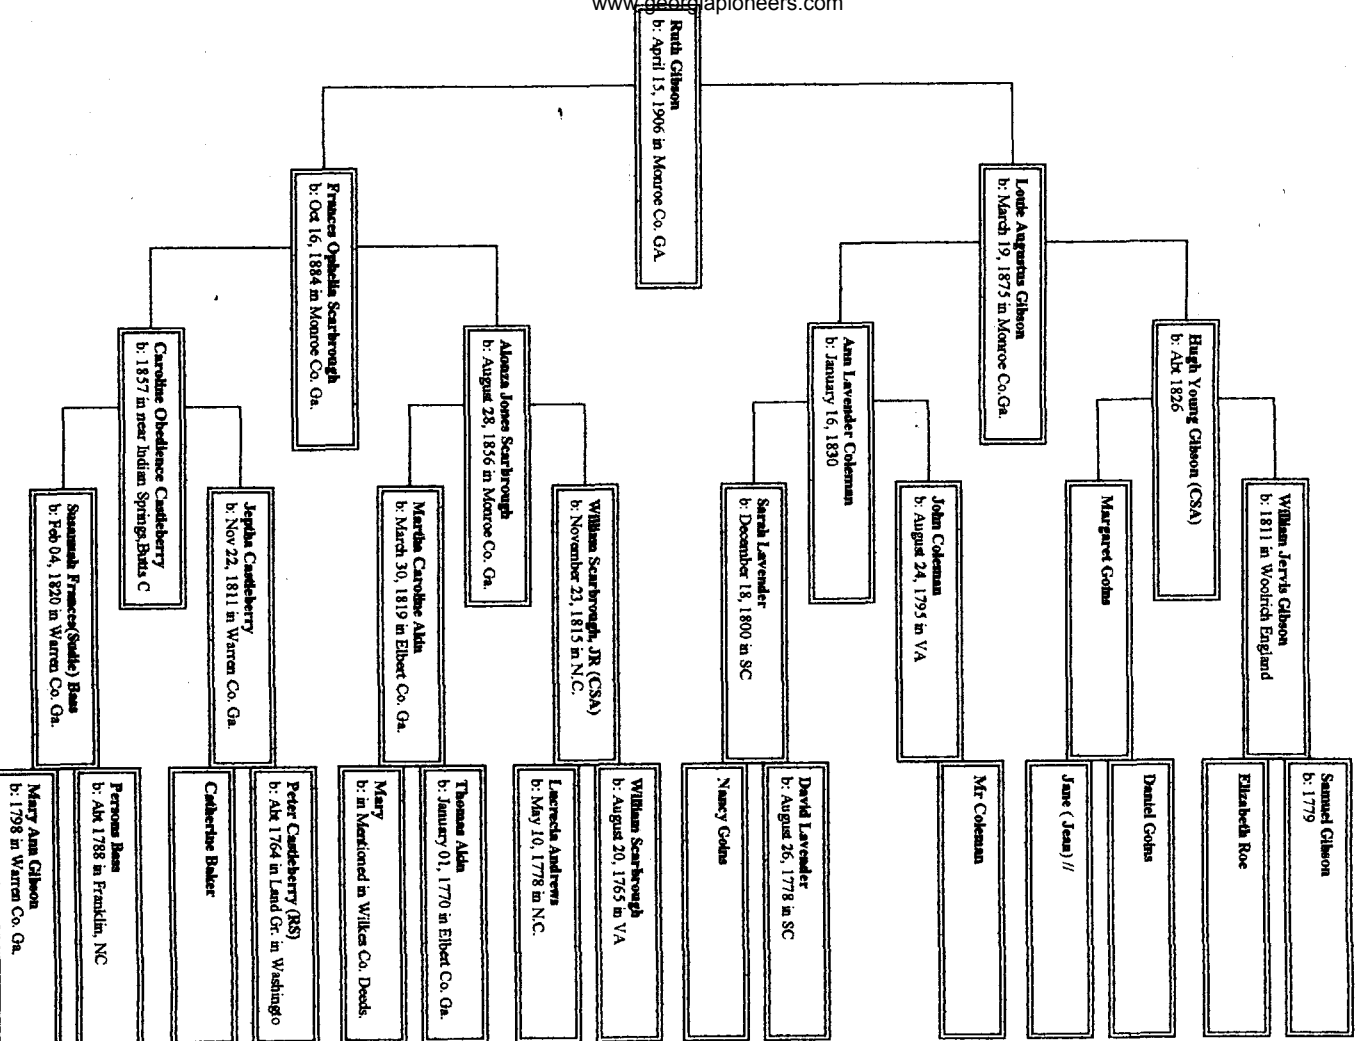 www.georgiapioneers.com
Ruth Gibson
b: April 15, 1906 in Monroe Co. GA.
Louie Augustus Gibson
b: March 19, 1875 in Monroe Co.Ga.
Frances Ophelia Scarbrough
b: Oct 16, 1884 in Monroe Co. Ga.
Hugh Young Gibson (CSA)
b: Abt 1826
Ann Lavender Coleman
b: January 16, 1830
Alonza Jones Scarbrough
b: August 28, 1856 in Monroe Co. Ga.
Caroline Obedience Castleberry
b: 1857 in near Indian Springs,Butts C
William Jervis Gibson
b: 1811 in Woolrich England
Margaret Goins
John Coleman
b: August 24, 1795 in VA
Sarah Lavender
b: December 18, 1800 in SC
William Scarbrough, JR (CSA)
b: November 23, 1815 in N.C.
Martha Caroline Akin
b: March 30, 1819 in Elbert Co. Ga.
Jeptha Castleberry
b: Nov 22, 1811 in Warren Co. Ga.
Susannah Frances(Sudie) Bass
b: Feb 04, 1820 in Warren Co. Ga.
Samuel Gibson
b: 1779
Elizabeth Roe
Daniel Goins
Jane ( Jean) //
Mr Coleman
David Lavender
b: August 26, 1778 in SC
Nancy Goins
William Scarbrough
b: August 20, 1765 in VA
Lucrecia Andrews
b: May 10, 1778 in N.C.
Thomas Akin
b: January 01, 1770 in Elbert Co. Ga.
Mary
b: in Mentioned in Wilkes Co. Deeds.
Peter Castleberry (RS)
b: Abt 1764 in Land Gr. in Washingto
Catherine Baker
Persons Bass
b: Abt 1788 in Franklin, NC
Mary Ann Gibson
b: 1798 in Warren Co. Ga.